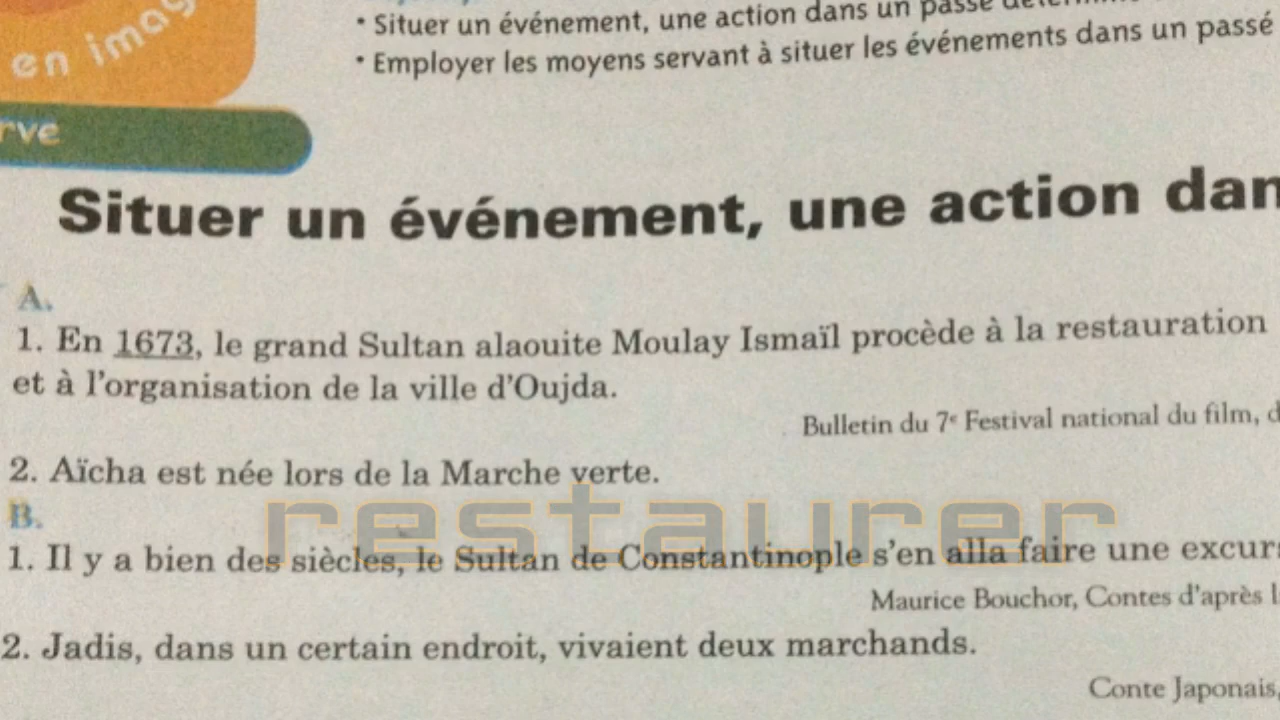 en imag
• Situer un événement, une action dans un passé
• Employer les moyens servant à situer les événements dans un passé
rve
Situer un événement, une action dan
A.
1. En 1673, le grand Sultan alaouite Moulay Ismaïl procède à la restauration
et à l'organisation de la ville d'Oujda.
Bulletin du 7e Festival national du film, d
2. Aïcha est née lors de la Marche verte.
restaurer
B.
1. Il y a bien des siècles, le Sultan de Constantinople s'en alla faire une excur
Maurice Bouchor, Contes d'après l
2. Jadis, dans un certain endroit, vivaient deux marchands.
Conte Japonais,